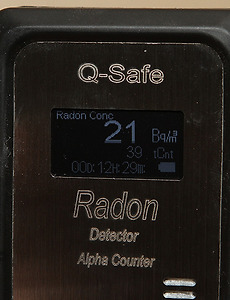 Q-Safe
Radon Conc
21 Bq/m³
39 tCnt
00D:12H:29M
Radon
Detector
Alpha Counter